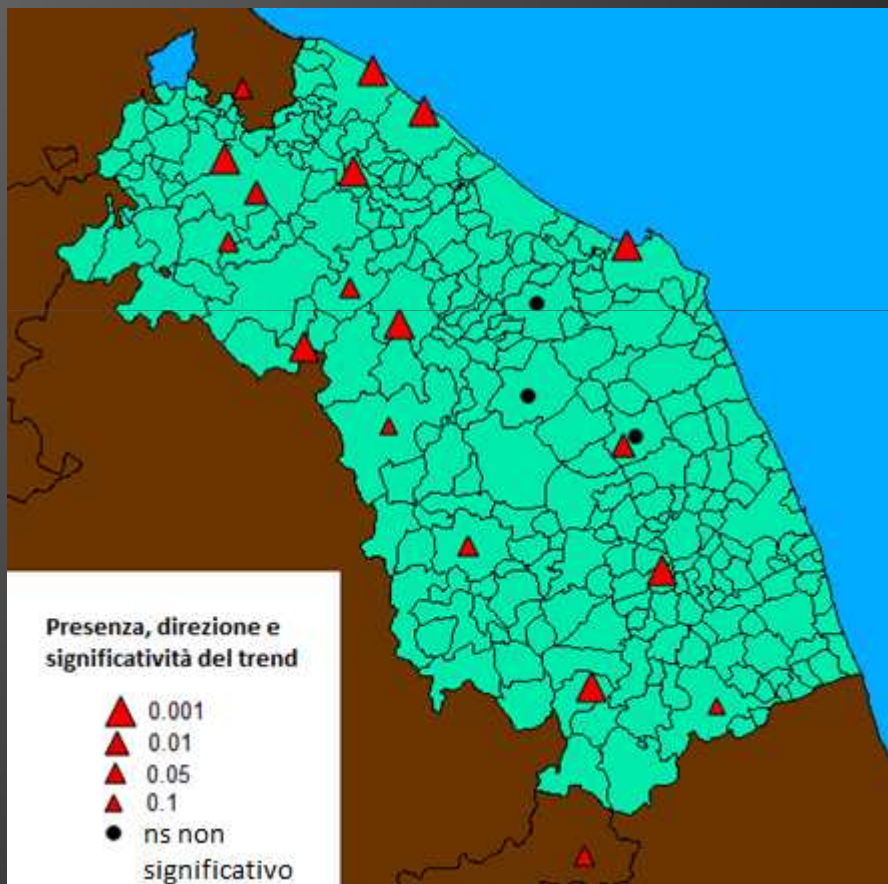 Presenza, direzione e
significatività del trend
0.001
0.01
0.05
0.1
ns non
significativo